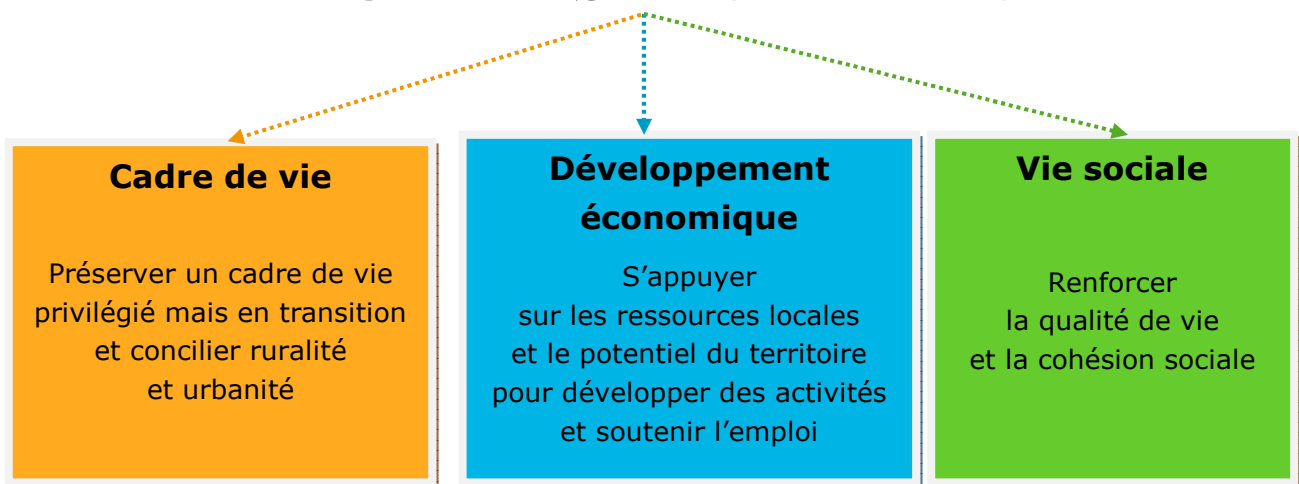 Cadre de vie
Préserver un cadre de vie
privilégié mais en transition
et concilier ruralité
et urbanité
Développement
économique
S’appuyer
sur les ressources locales
et le potentiel du territoire
pour développer des activités
et soutenir l’emploi
Vie sociale
Renforcer
la qualité de vie
et la cohésion sociale